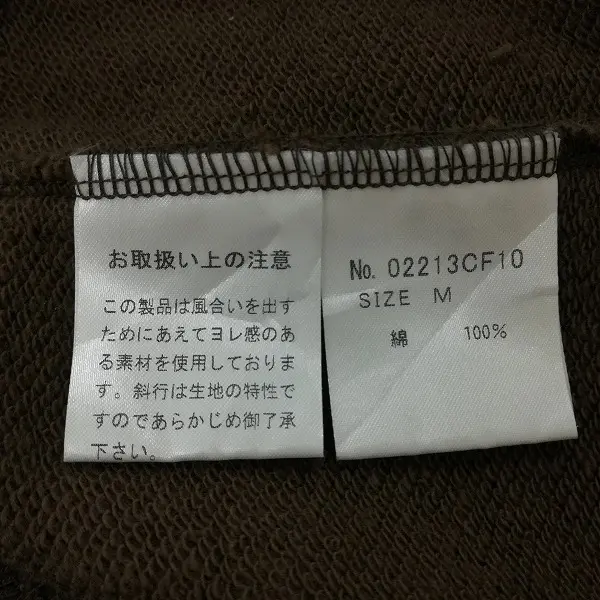 お取扱い上の注意
この製品は風合いを出す
ためにあえてヨレ感のあ
る素材を使用しておりま
す。斜行は生地の特性で
すのであらかじめ御了承
下さい。
No. 02213CF10
SIZE M
綿 100%